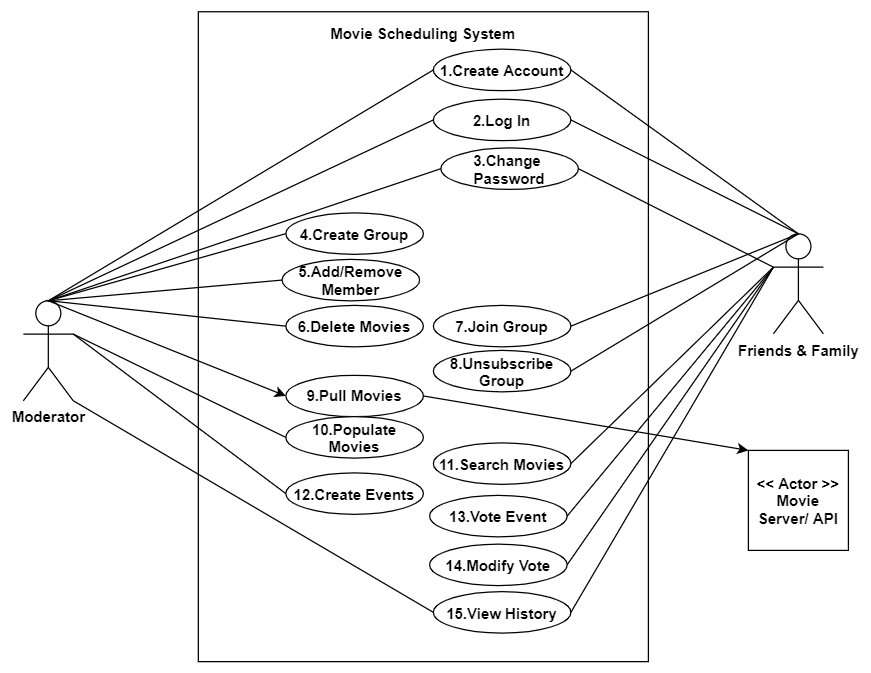 Movie Scheduling System
1.Create Account
2.Log In
3.Change
Password
4.Create Group
5.Add/Remove
Member
6.Delete Movies
7.Join Group
Friends & Family
8.Unsubscribe
Group
9.Pull Movies
Moderator
10.Populate
Movies
11.Search Movies
<< Actor >>
Movie
Server/ API
12.Create Events
13.Vote Event
14.Modify Vote
15.View History